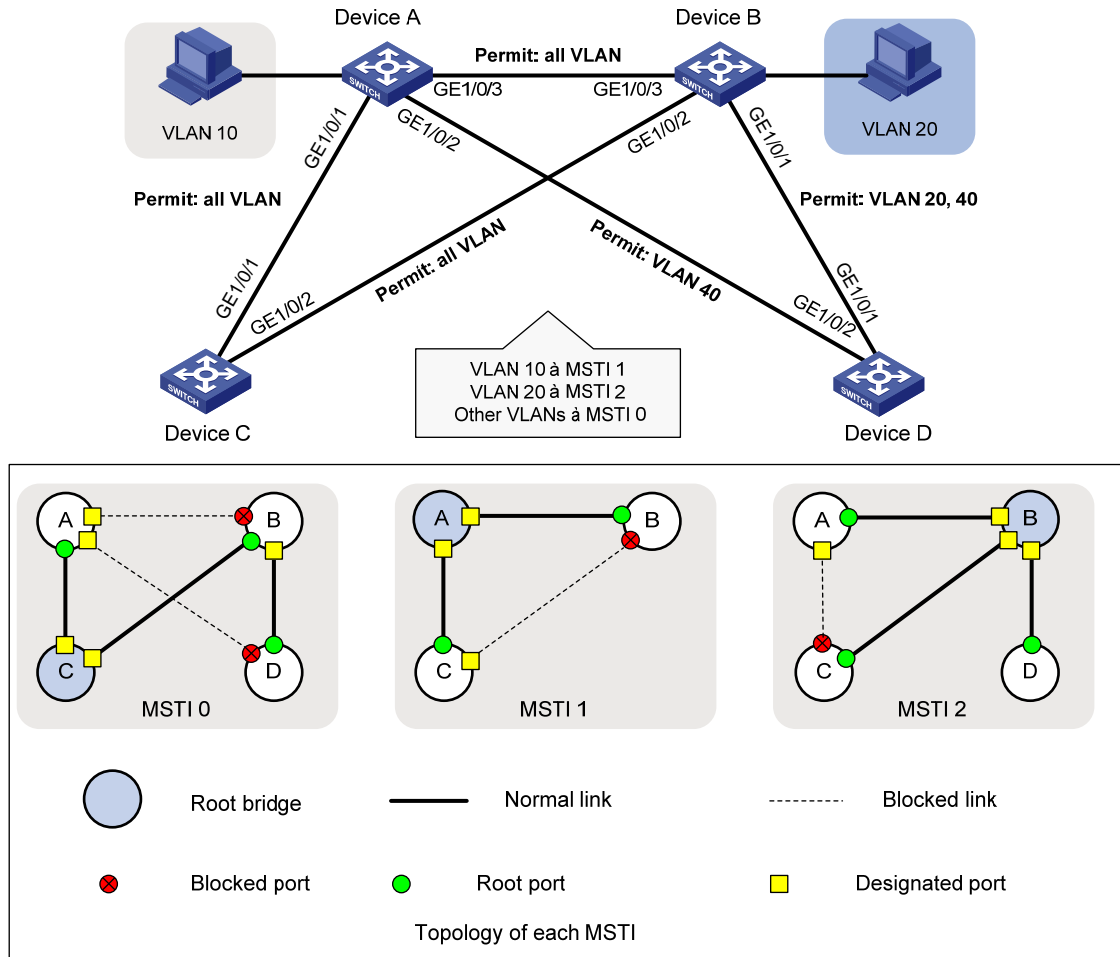 Device A
Device B
Permit: all VLAN
GE1/0/3
GE1/0/3
SWITCH
SWITCH
VLAN 10
VLAN 20
GE1/0/1
GE1/0/2
GE1/0/2
GE1/0/1
Permit: all VLAN
Permit: VLAN 20, 40
Permit: all VLAN
Permit: VLAN 40
GE1/0/1
GE1/0/2
GE1/0/2
GE1/0/1
SWITCH
SWITCH
VLAN 10 à MSTI 1
VLAN 20 à MSTI 2
Other VLANs à MSTI 0
Device C
Device D
A
B
C
D
MSTI 0
A
B
C
MSTI 1
A
B
C
D
MSTI 2
Root bridge
Normal link
Blocked link
Blocked port
Root port
Designated port
Topology of each MSTI